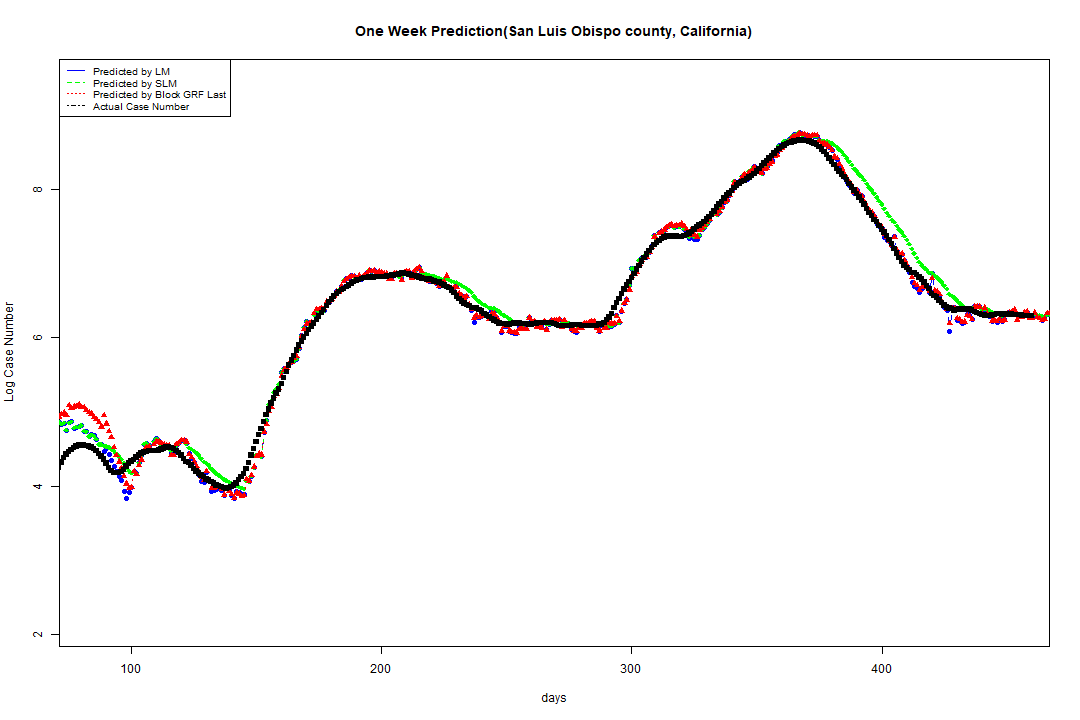 One Week Prediction(San Luis Obispo county, California)
Predicted by LM
Predicted by SLM
Predicted by Block GRF Last
Actual Case Number
Log Case Number
8
6
4
2
100 200 300 400
days